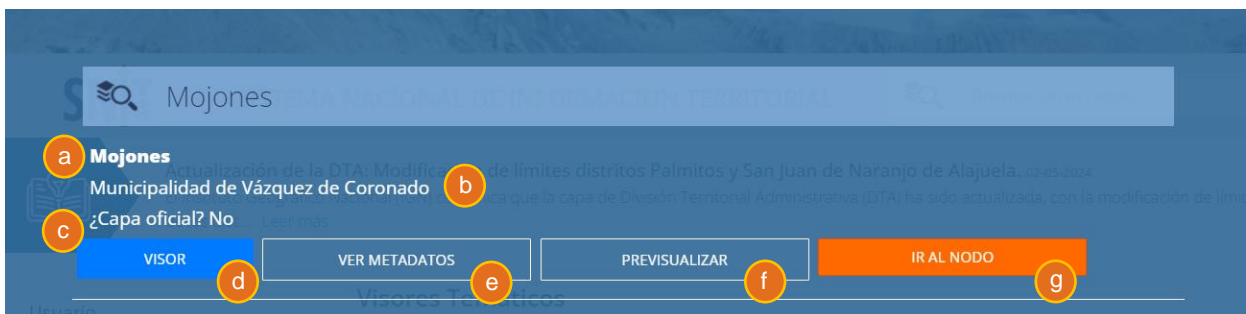 Mojones
SISTEMA NACIONAL DE INFORMACIÓN TERRITORIAL
a Mojones
Actualización de la DTA: Modificación de límites distritos Palmitos y San Juan de Naranjo de Alajuela. 02-05-2024
Municipalidad de Vázquez de Coronado b
que la capa de División Territorial Administrativa (DTA) ha sido actualizada, con la modificación de
c ¿Capa oficial? No
Leer más
VISOR d
VER METADATOS e
PREVISUALIZAR f
IR AL NODO g
Visores Temáticos
Usuario